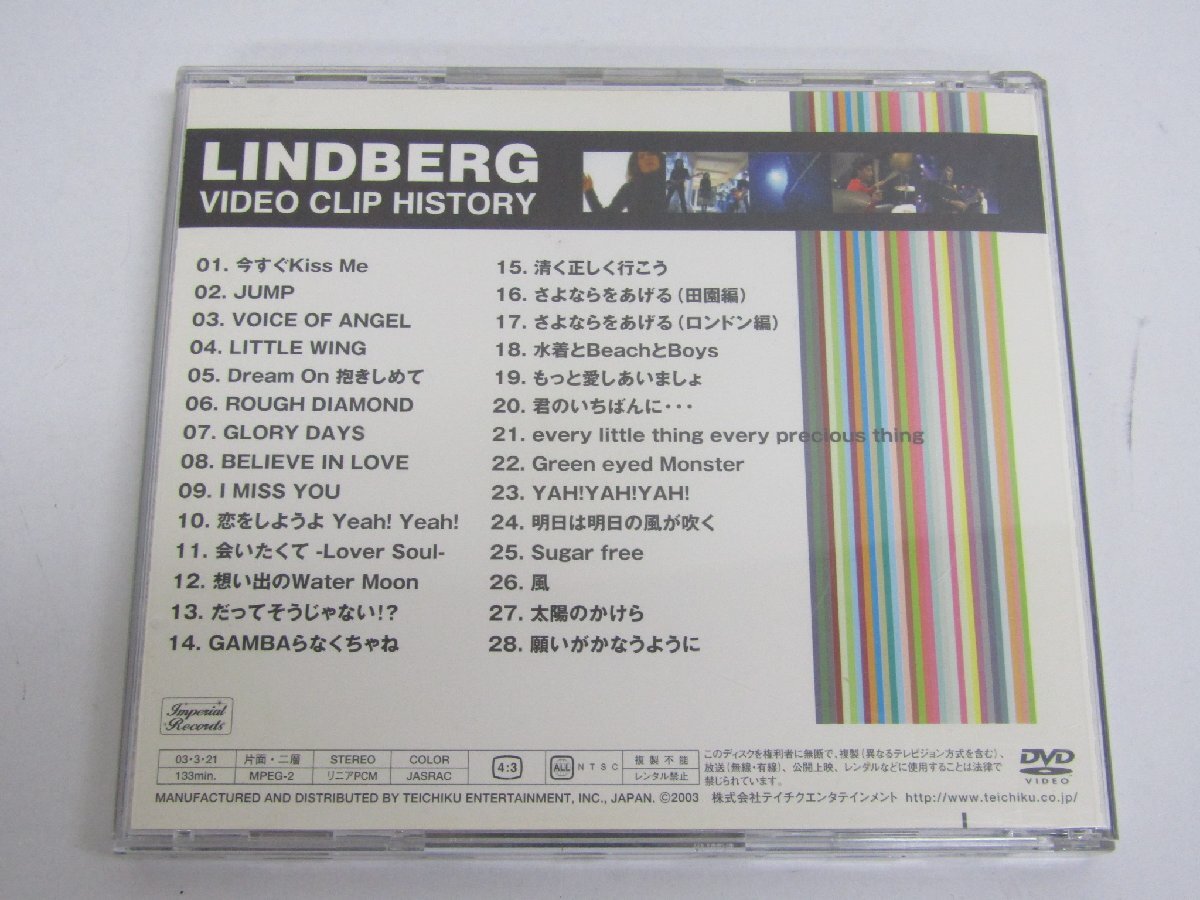 LINDBERG
VIDEO CLIP HISTORY
01. 今すぐKiss Me
02. JUMP
03. VOICE OF ANGEL
04. LITTLE WING
05. Dream On 抱きしめて
06. ROUGH DIAMOND
07. GLORY DAYS
08. BELIEVE IN LOVE
09. I MISS YOU
10. 恋をしようよ Yeah! Yeah!
11. 会いたくて -Lover Soul-
12. 想い出のWater Moon
13. だってそうじゃない!?
14. GAMBAらなくちゃね
15. 清く正しく行こう
16. さよならをあげる（田園編）
17. さよならをあげる（ロンドン編）
18. 水着とBeachとBoys
19. もっと愛しあいましょ
20. 君のいちばんに・・・
21. every little thing every precious thing
22. Green eyed Monster
23. YAH!YAH!YAH!
24. 明日は明日の風が吹く
25. Sugar free
26. 風
27. 太陽のかけら
28. 願いがかなうように
Imperial
Records
03・3・21 片面・二層 STEREO COLOR
133min. MPEG-2 リニアPCM JASRAC
4:3
ALL NTSC
複製不能
レンタル禁止
このディスクを権利者に無断で、複製（異なるテレビジョン方式を含む）、
放送（無線・有線）、公開上映、レンタルなどに使用することは法律で
禁じられています。
DVD
VIDEO
MANUFACTURED AND DISTRIBUTED BY TEICHIKU ENTERTAINMENT, INC., JAPAN. ©2003 株式会社テイチクエンタテインメント http://www.teichiku.co.jp/